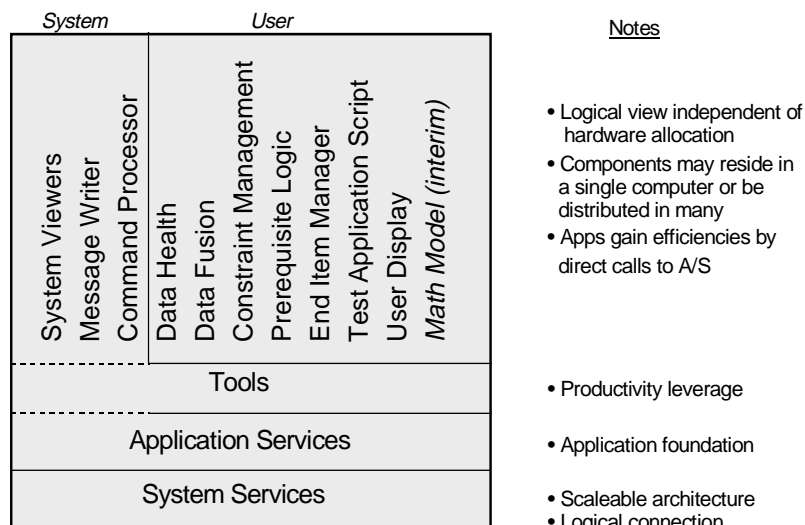 System
User
Notes
System Viewers
Message Writer
Command Processor
Data Health
Data Fusion
Constraint Management
Prerequisite Logic
End Item Manager
Test Application Script
User Display
Math Model (interim)
• Logical view independent of
hardware allocation
• Components may reside in
a single computer or be
distributed in many
• Apps gain efficiencies by
direct calls to A/S
Tools
• Productivity leverage
Application Services
• Application foundation
System Services
• Scaleable architecture
• Logical connection